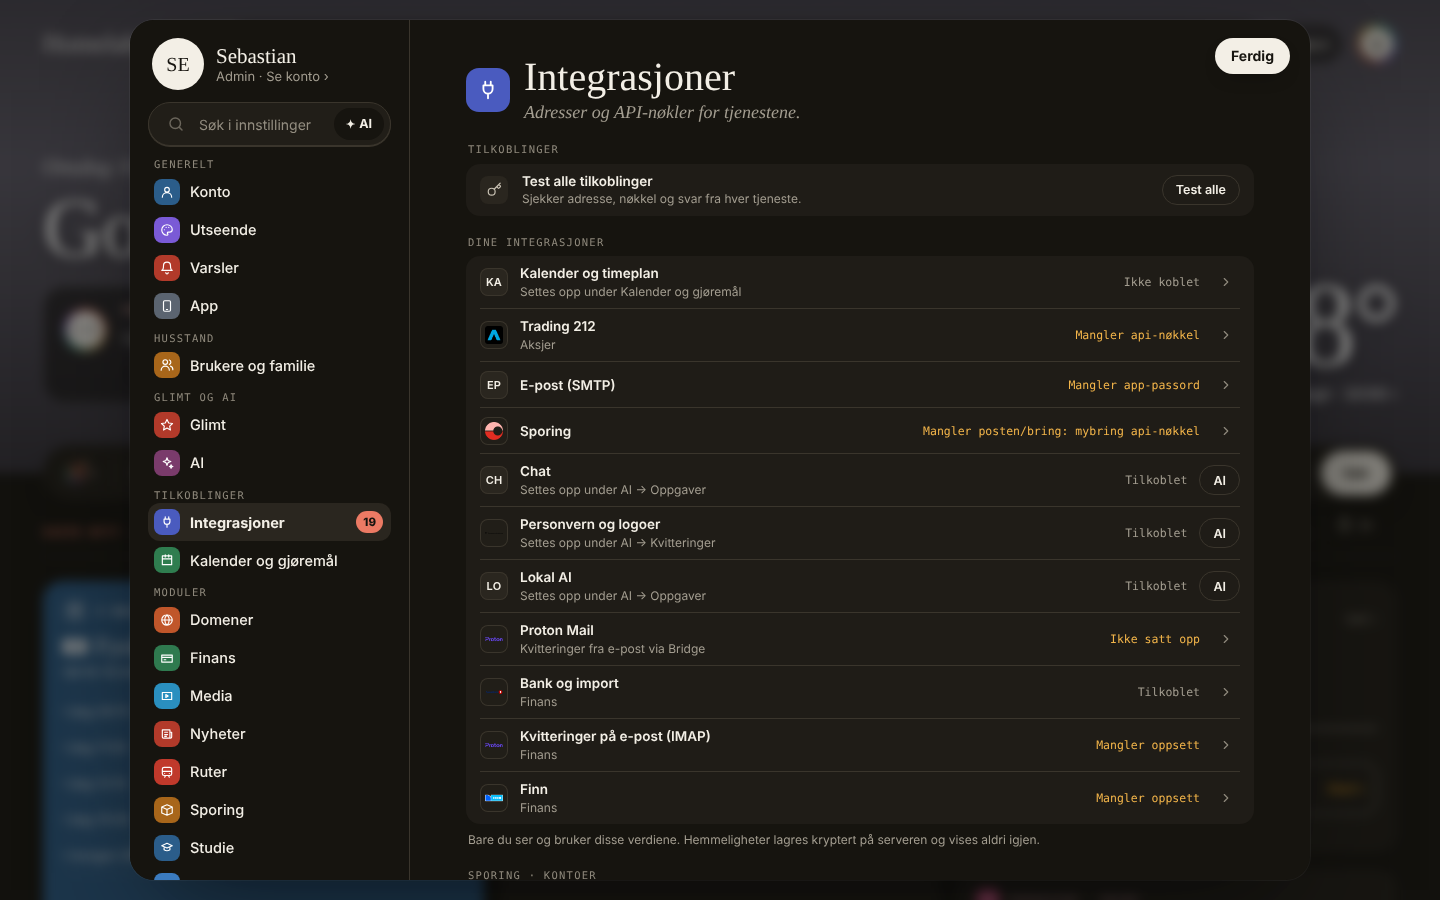 SE
Sebastian
Admin · Se konto ›
Søk i innstillinger
✦ AI
GENERELT
Konto
Utseende
Varsler
App
HUSSTAND
Brukere og familie
GLIMT OG AI
Glimt
AI
TILKOBLINGER
Integrasjoner
19
Kalender og gjøremål
MODULER
Domener
Finans
Media
Nyheter
Ruter
Sporing
Studie
Ferdig
Integrasjoner
Adresser og API-nøkler for tjenestene.
TILKOBLINGER
Test alle tilkoblinger
Sjekker adresse, nøkkel og svar fra hver tjeneste.
Test alle
DINE INTEGRASJONER
KA
Kalender og timeplan
Settes opp under Kalender og gjøremål
Ikke koblet
Trading 212
Aksjer
Mangler api-nøkkel
EP
E-post (SMTP)
Mangler app-passord
Sporing
Mangler posten/bring: mybring api-nøkkel
CH
Chat
Settes opp under AI → Oppgaver
Tilkoblet
AI
Personvern og logoer
Settes opp under AI → Kvitteringer
Tilkoblet
AI
LO
Lokal AI
Settes opp under AI → Oppgaver
Tilkoblet
AI
Proton
Proton Mail
Kvitteringer fra e-post via Bridge
Ikke satt opp
Bank og import
Finans
Tilkoblet
Proton
Kvitteringer på e-post (IMAP)
Finans
Mangler oppsett
Finn
Finans
Mangler oppsett
Bare du ser og bruker disse verdiene. Hemmeligheter lagres kryptert på serveren og vises aldri igjen.
SPORING · KONTOER
Go
8°